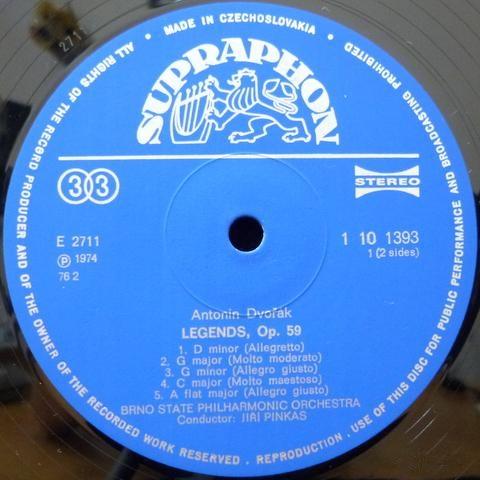 2711
ALL RIGHTS OF THE RECORD PRODUCER AND OF THE OWNER OF THE RECORDED WORK RESERVED . REPRODUCTION . USE OF THIS DISC FOR PUBLIC PERFORMANCE AND BROADCASTING PROHIBITED
• MADE IN CZECHOSLOVAKIA •
SUPRAPHON
33
STEREO
E 2711
1 10 1393
℗ 1974
1 (2 sides)
76 2
Antonín Dvořák
LEGENDS, Op. 59
1. D minor (Allegretto)
2. G major (Molto moderato)
3. G minor (Allegro giusto)
4. C major (Molto maestoso)
5. A flat major (Allegro giusto)
BRNO STATE PHILHARMONIC ORCHESTRA
Conductor: JIŘÍ PINKAS